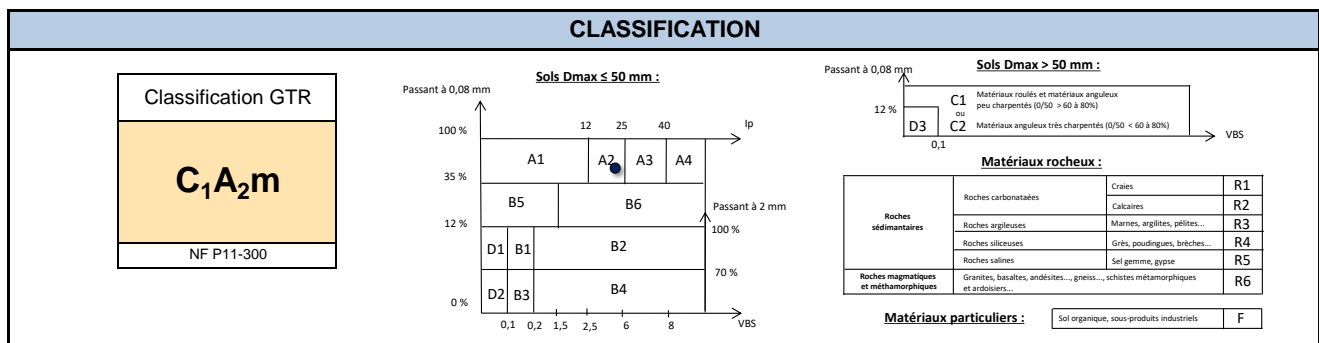 CLASSIFICATION
Classification GTR
C₁A₂m
NF P11-300
Sols Dmax ≤ 50 mm :
Passant à 0,08 mm
100 %
12 25 40 Ip
A1 A2 A3 A4
35 %
B5 B6
Passant à 2 mm
12 %
100 %
D1 B1 B2
70 %
D2 B3 B4
0 %
0,1 0,2 1,5 2,5 6 8 VBS
Sols Dmax > 50 mm :
Passant à 0,08 mm
12 %
C1 Matériaux roulés et matériaux anguleux
peu charpentés (0/50 > 60 à 80%)
ou
D3 C2 Matériaux anguleux très charpentés (0/50 < 60 à 80%)
VBS
0,1
Matériaux rocheux :
Roches
sédimantaires
Roches carbonataées Craies R1
Calcaires R2
Roches argileuses Marnes, argilites, pélites... R3
Roches siliceuses Grès, poudingues, brèches... R4
Roches salines Sel gemme, gypse R5
Roches magmatiques
et méthamorphiques
Granites, basaltes, andésites..., gneiss..., schistes métamorphiques
et ardoisiers...
R6
Matériaux particuliers : Sol organique, sous-produits industriels F